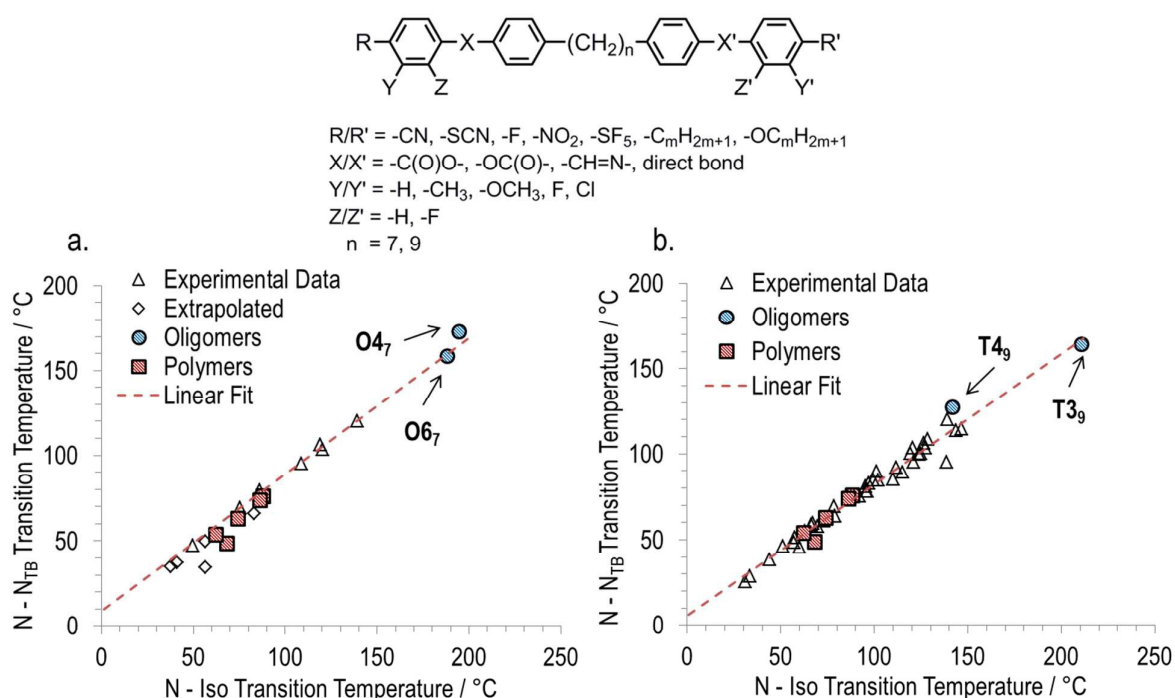 R X (CH₂)ₙ X' R'
Y Z Z' Y'
R/R' = -CN, -SCN, -F, -NO₂, -SF₅, -CₘH₂ₘ₊₁, -OCₘH₂ₘ₊₁
X/X' = -C(O)O-, -OC(O)-, -CH=N-, direct bond
Y/Y' = -H, -CH₃, -OCH₃, F, Cl
Z/Z' = -H, -F
n = 7, 9
a.
N - N_TB Transition Temperature / °C
200
150
100
50
0
Experimental Data
Extrapolated
Oligomers
Polymers
Linear Fit
O4₇
O6₇
0 50 100 150 200 250
N - Iso Transition Temperature / °C
b.
N - N_TB Transition Temperature / °C
200
150
100
50
0
Experimental Data
Oligomers
Polymers
Linear Fit
T4₉
T3₉
0 50 100 150 200 250
N - Iso Transition Temperature / °C